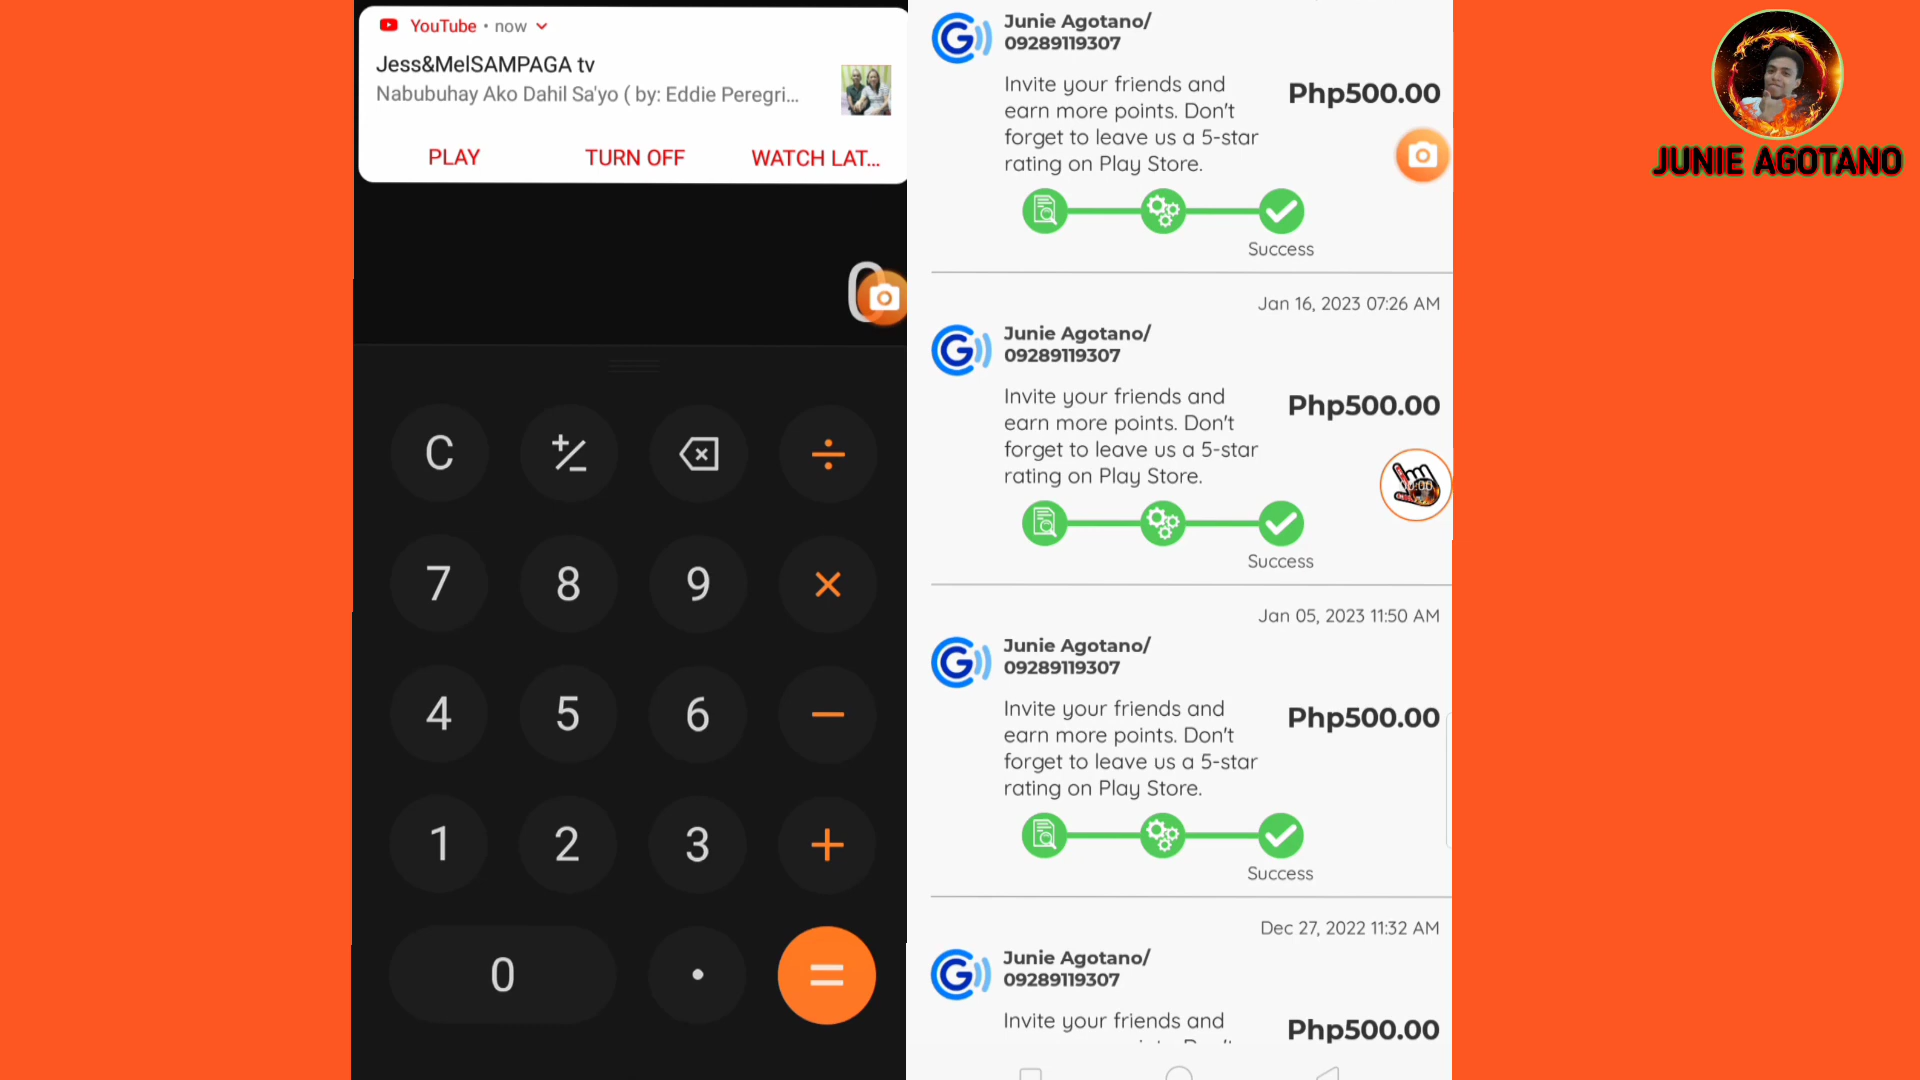 YouTube • now
Jess&MelSAMPAGA tv
Nabubuhay Ako Dahil Sa'yo ( by: Eddie Peregri...
PLAY TURN OFF WATCH LAT...
0
C +/− ÷
7 8 9 ×
4 5 6 −
1 2 3 +
0 • =
Junie Agotano/
09289119307
Invite your friends and
earn more points. Don't
forget to leave us a 5-star
rating on Play Store.
Php500.00
Success
Jan 16, 2023 07:26 AM
Junie Agotano/
09289119307
Invite your friends and
earn more points. Don't
forget to leave us a 5-star
rating on Play Store.
Php500.00
00:00
Success
Jan 05, 2023 11:50 AM
Junie Agotano/
09289119307
Invite your friends and
earn more points. Don't
forget to leave us a 5-star
rating on Play Store.
Php500.00
Success
Dec 27, 2022 11:32 AM
Junie Agotano/
09289119307
Invite your friends and
Php500.00
JUNIE AGOTANO